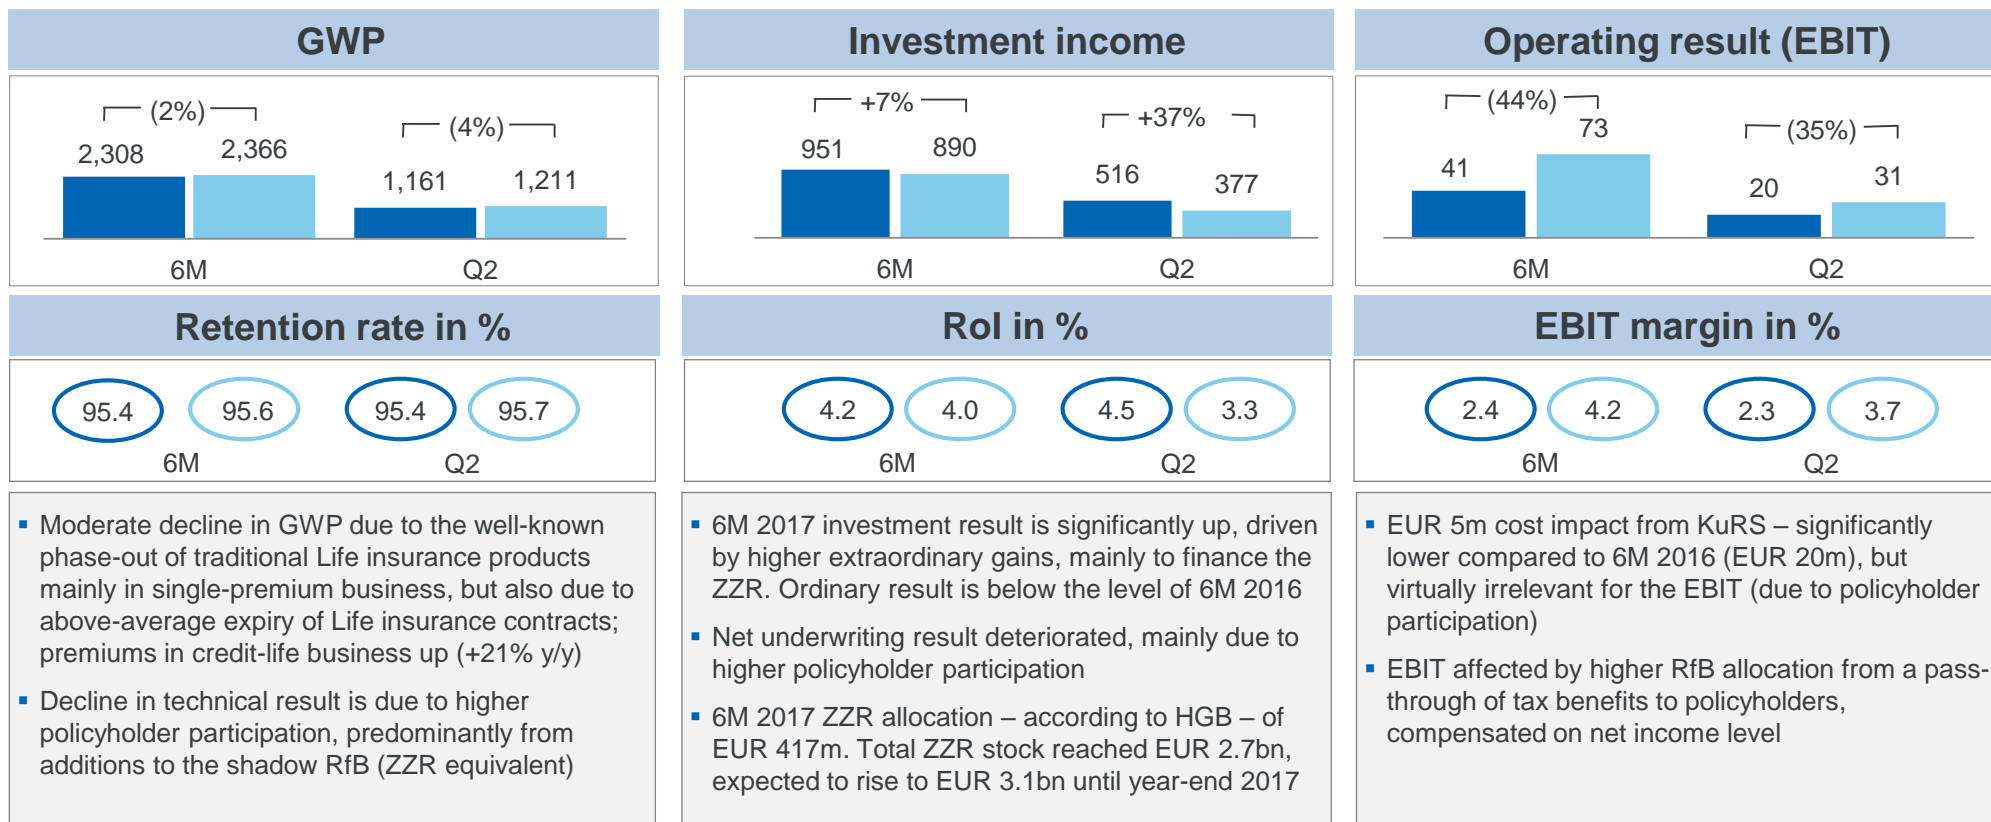 GWP
(2%)
(4%)
2,308
2,366
1,161
1,211
6M
Q2
Retention rate in %
95.4
95.6
95.4
95.7
6M
Q2
▪ Moderate decline in GWP due to the well-known
phase-out of traditional Life insurance products
mainly in single-premium business, but also due to
above-average expiry of Life insurance contracts;
premiums in credit-life business up (+21% y/y)
▪ Decline in technical result is due to higher
policyholder participation, predominantly from
additions to the shadow RfB (ZZR equivalent)
Investment income
+7%
+37%
951
890
516
377
6M
Q2
RoI in %
4.2
4.0
4.5
3.3
6M
Q2
▪ 6M 2017 investment result is significantly up, driven
by higher extraordinary gains, mainly to finance the
ZZR. Ordinary result is below the level of 6M 2016
▪ Net underwriting result deteriorated, mainly due to
higher policyholder participation
▪ 6M 2017 ZZR allocation – according to HGB – of
EUR 417m. Total ZZR stock reached EUR 2.7bn,
expected to rise to EUR 3.1bn until year-end 2017
Operating result (EBIT)
(44%)
(35%)
41
73
20
31
6M
Q2
EBIT margin in %
2.4
4.2
2.3
3.7
6M
Q2
▪ EUR 5m cost impact from KuRS – significantly
lower compared to 6M 2016 (EUR 20m), but
virtually irrelevant for the EBIT (due to policyholder
participation)
▪ EBIT affected by higher RfB allocation from a pass-
through of tax benefits to policyholders,
compensated on net income level